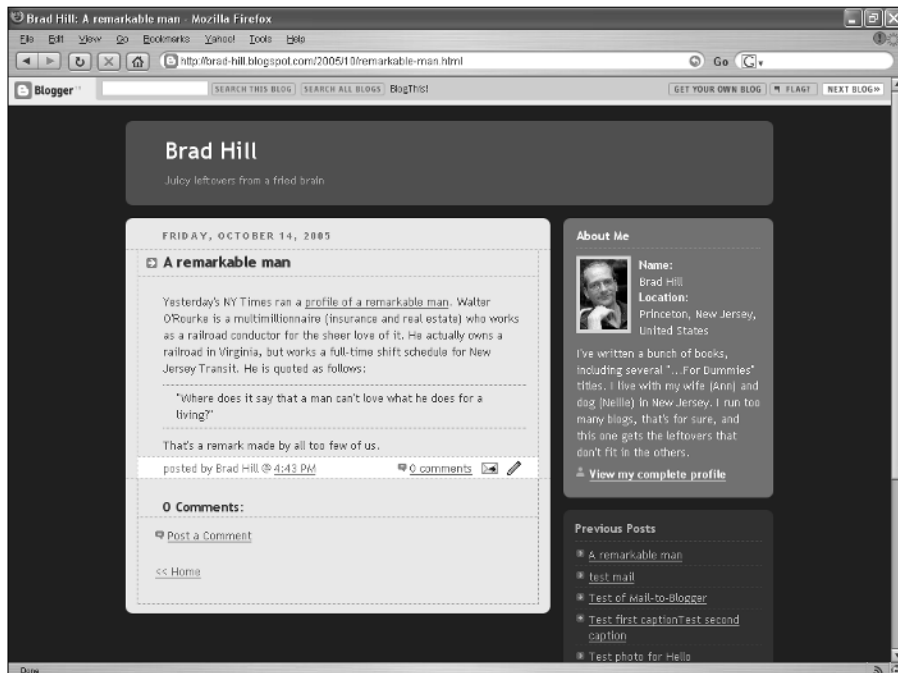 Brad Hill: A remarkable man - Mozilla Firefox
File Edit View Go Bookmarks Yahoo! Tools Help
http://brad-hill.blogspot.com/2005/10/remarkable-man.html Go G
Blogger SEARCH THIS BLOG SEARCH ALL BLOGS BlogThis! GET YOUR OWN BLOG FLAG? NEXT BLOG»
Brad Hill
Juicy leftovers from a fried brain
FRIDAY, OCTOBER 14, 2005
A remarkable man
Yesterday's NY Times ran a profile of a remarkable man. Walter
O'Rourke is a multimillionaire (insurance and real estate) who works
as a railroad conductor for the sheer love of it. He actually owns a
railroad in Virginia, but works a full-time shift schedule for New
Jersey Transit. He is quoted as follows:
"Where does it say that a man can't love what he does for a
living?"
That's a remark made by all too few of us.
posted by Brad Hill @ 4:43 PM 0 comments
0 Comments:
Post a Comment
<< Home
About Me
Name:
Brad Hill
Location:
Princeton, New Jersey,
United States
I've written a bunch of books,
including several "...For Dummies"
titles. I live with my wife (Ann) and
dog (Nellie) in New Jersey. I run too
many blogs, that's for sure, and
this one gets the leftovers that
don't fit in the others.
View my complete profile
Previous Posts
A remarkable man
test mail
Test of Mail-to-Blogger
Test first captionTest second
caption
Test photo for Hello
Done